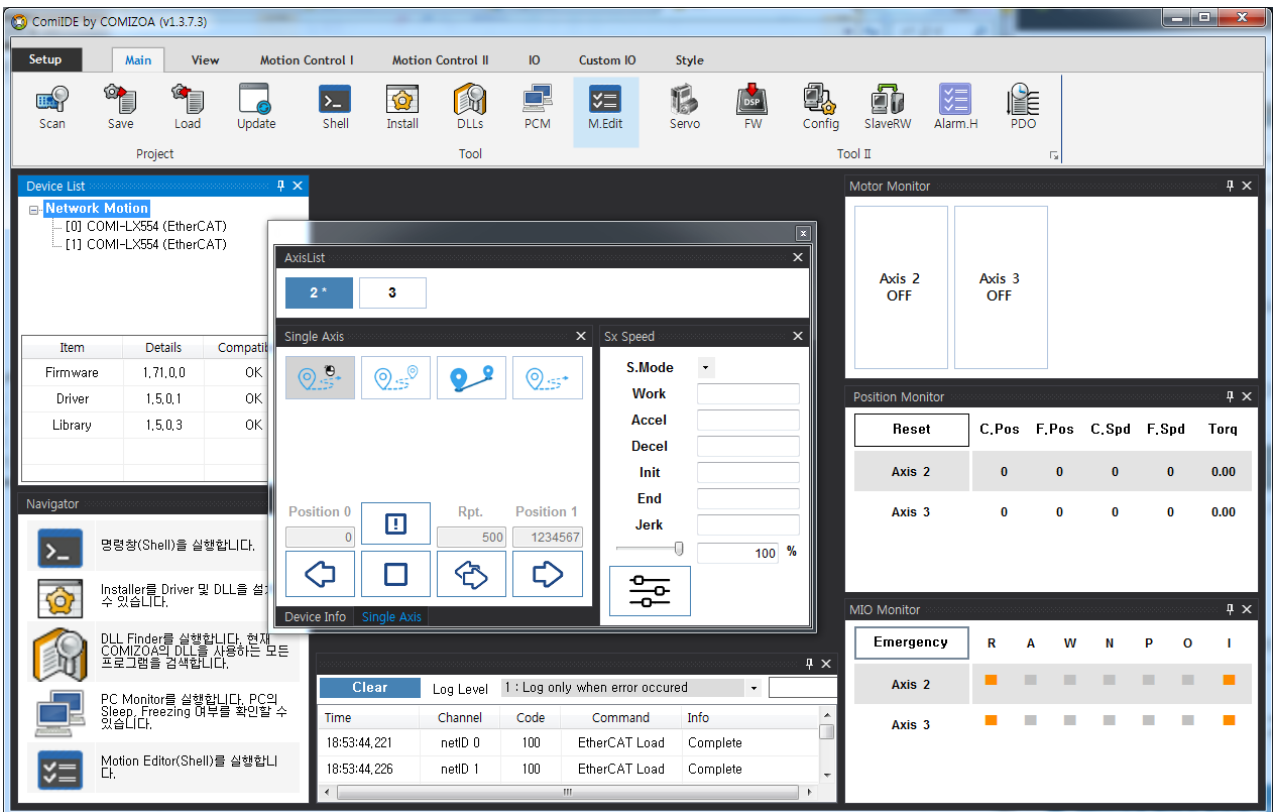 ComiIDE by COMIZOA (v1.3.7.3)
Setup Main View Motion Control I Motion Control II IO Custom IO Style
Scan Save Load Update Shell Install DLLs PCM M.Edit Servo FW Config SlaveRW Alarm.H PDO
DSP
Project Tool Tool II
Device List
Network Motion
[0] COMI-LX554 (EtherCAT)
[1] COMI-LX554 (EtherCAT)
Item Details
Firmware 1,71,0,0 OK
Driver 1,5,0,1 OK
Library 1,5,0,3 OK
Navigator
명령창(Shell)을 실행합니다.
Installer를 Driver 및 DLL을
수 있습니다.
DLL Finder를 실행합니다. 현재
COMIZOA의 DLL을 사용하는 모든
프로그램을 검색합니다.
PC Monitor를 실행합니다. PC의
Sleep, Freezing 여부를 확인할 수
있습니다.
Motion Editor(Shell)를 실행합니
다.
AxisList
2 * 3
Single Axis
Position 0 Rpt. Position 1
0 500 1234567
Device Info Single Axis
Sx Speed
S.Mode
Work
Accel
Decel
Init
End
Jerk
100 %
Clear Log Level 1 : Log only when error occured
Time Channel Code Command Info
18:53:44,221 netID 0 100 EtherCAT Load Complete
18:53:44,226 netID 1 100 EtherCAT Load Complete
Motor Monitor
Axis 2
OFF
Axis 3
OFF
Position Monitor
Reset C,Pos F,Pos C,Spd F,Spd Torq
Axis 2 0 0 0 0 0.00
Axis 3 0 0 0 0 0.00
MIO Monitor
Emergency R A W N P O I
Axis 2
Axis 3